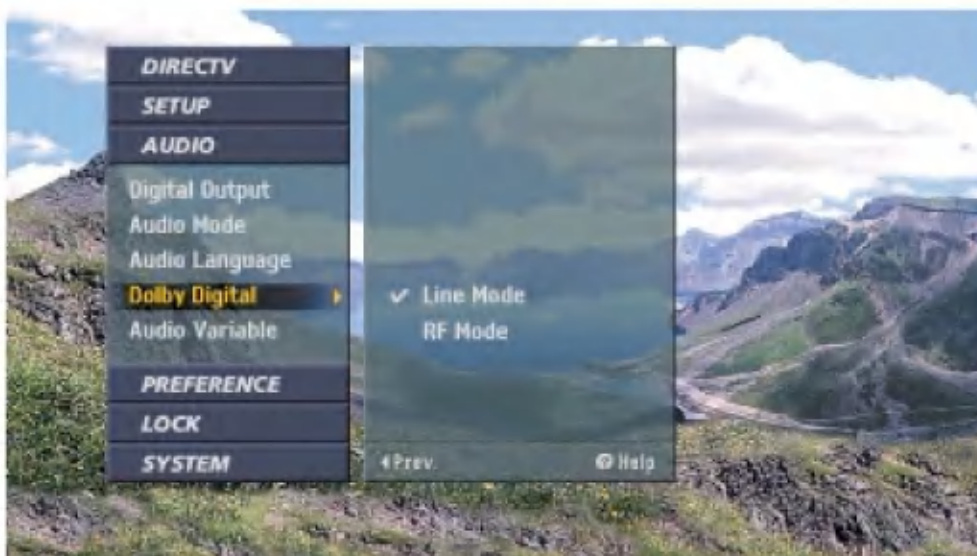 DIRECTV
SETUP
AUDIO
Digital Output
Audio Mode
Audio Language
Dolby Digital
Audio Variable
PREFERENCE
LOCK
SYSTEM
✔ Line Mode
RF Mode
Prev.
Help